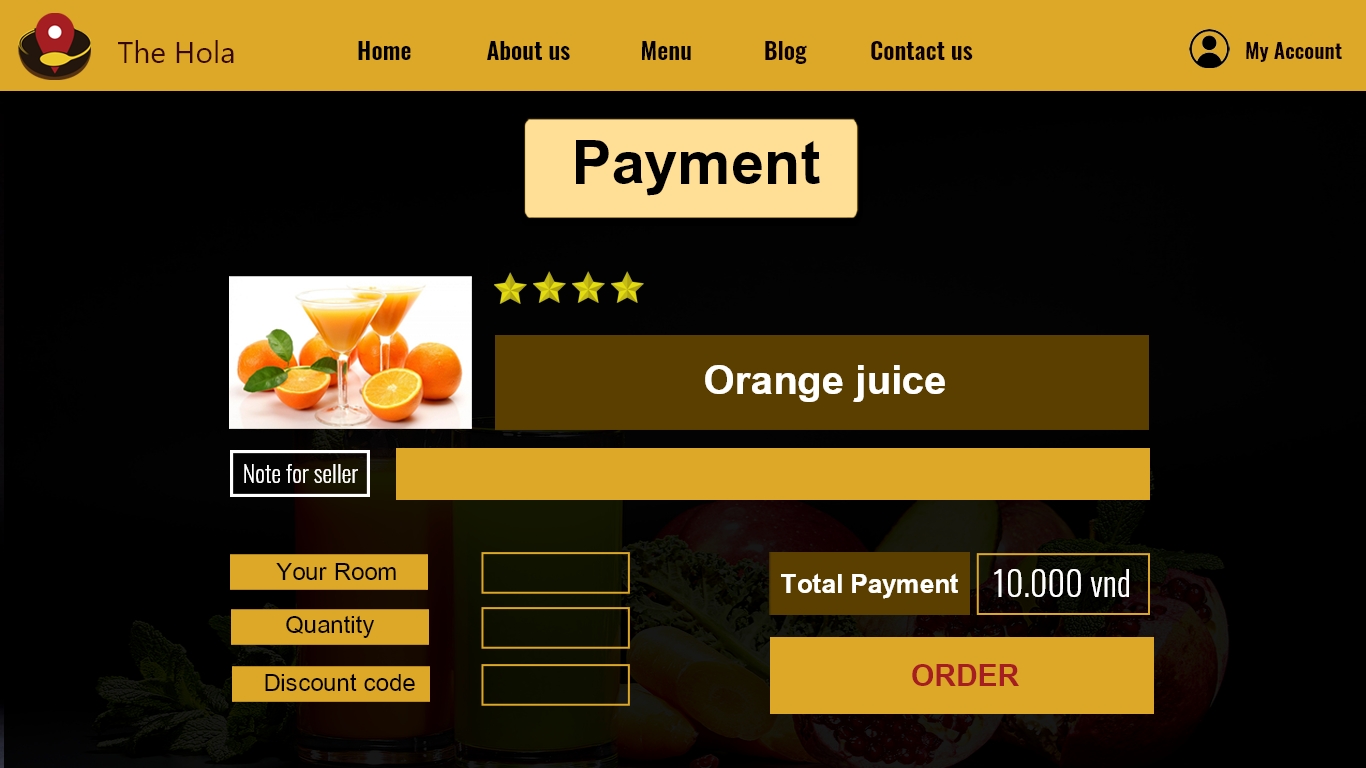 The Hola
Home
About us
Menu
Blog
Contact us
My Account
Payment
Orange juice
Note for seller
Your Room
Quantity
Discount code
Total Payment
10.000 vnd
ORDER